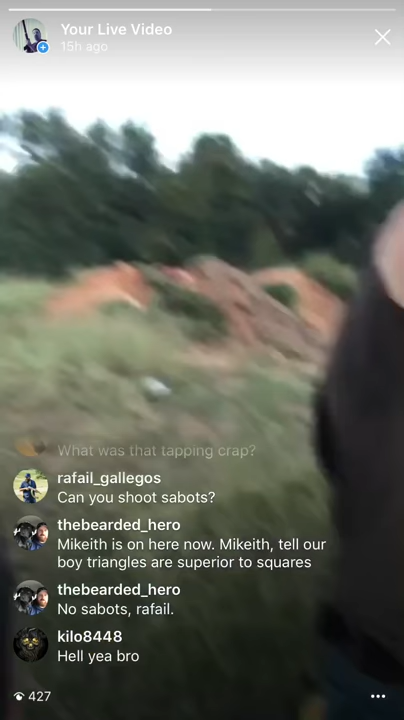 Your Live Video
15h ago
What was that tapping crap?
rafail_gallegos
Can you shoot sabots?
thebearded_hero
Mikeith is on here now. Mikeith, tell our
boy triangles are superior to squares
thebearded_hero
No sabots, rafail.
kilo8448
Hell yea bro
427